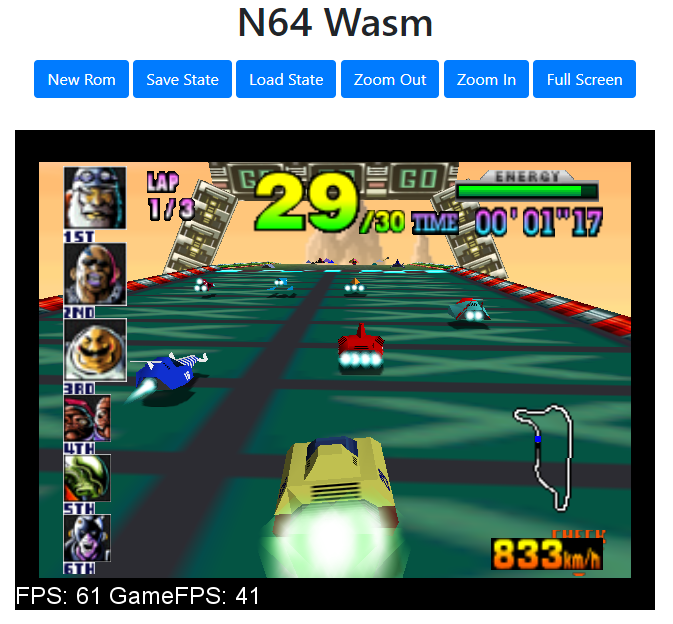 N64 Wasm
New Rom Save State Load State Zoom Out Zoom In Full Screen
GO GO
ENERGY
LAP
1/3
29/30 TIME 00'01"17
1ST
2ND
3RD
4TH
5TH
6TH
CHECK
833km/h
FPS: 61 GameFPS: 41